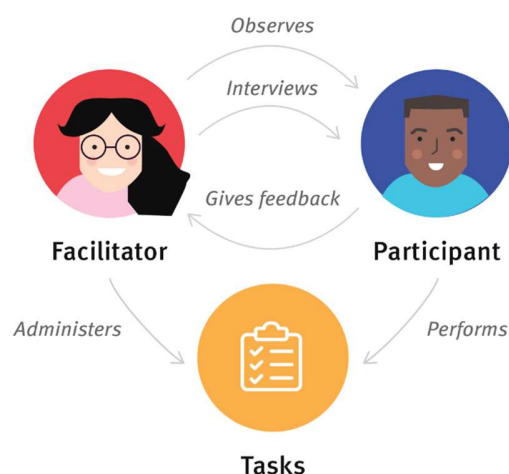 Observes
Interviews
Gives feedback
Facilitator
Participant
Administers
Performs
Tasks